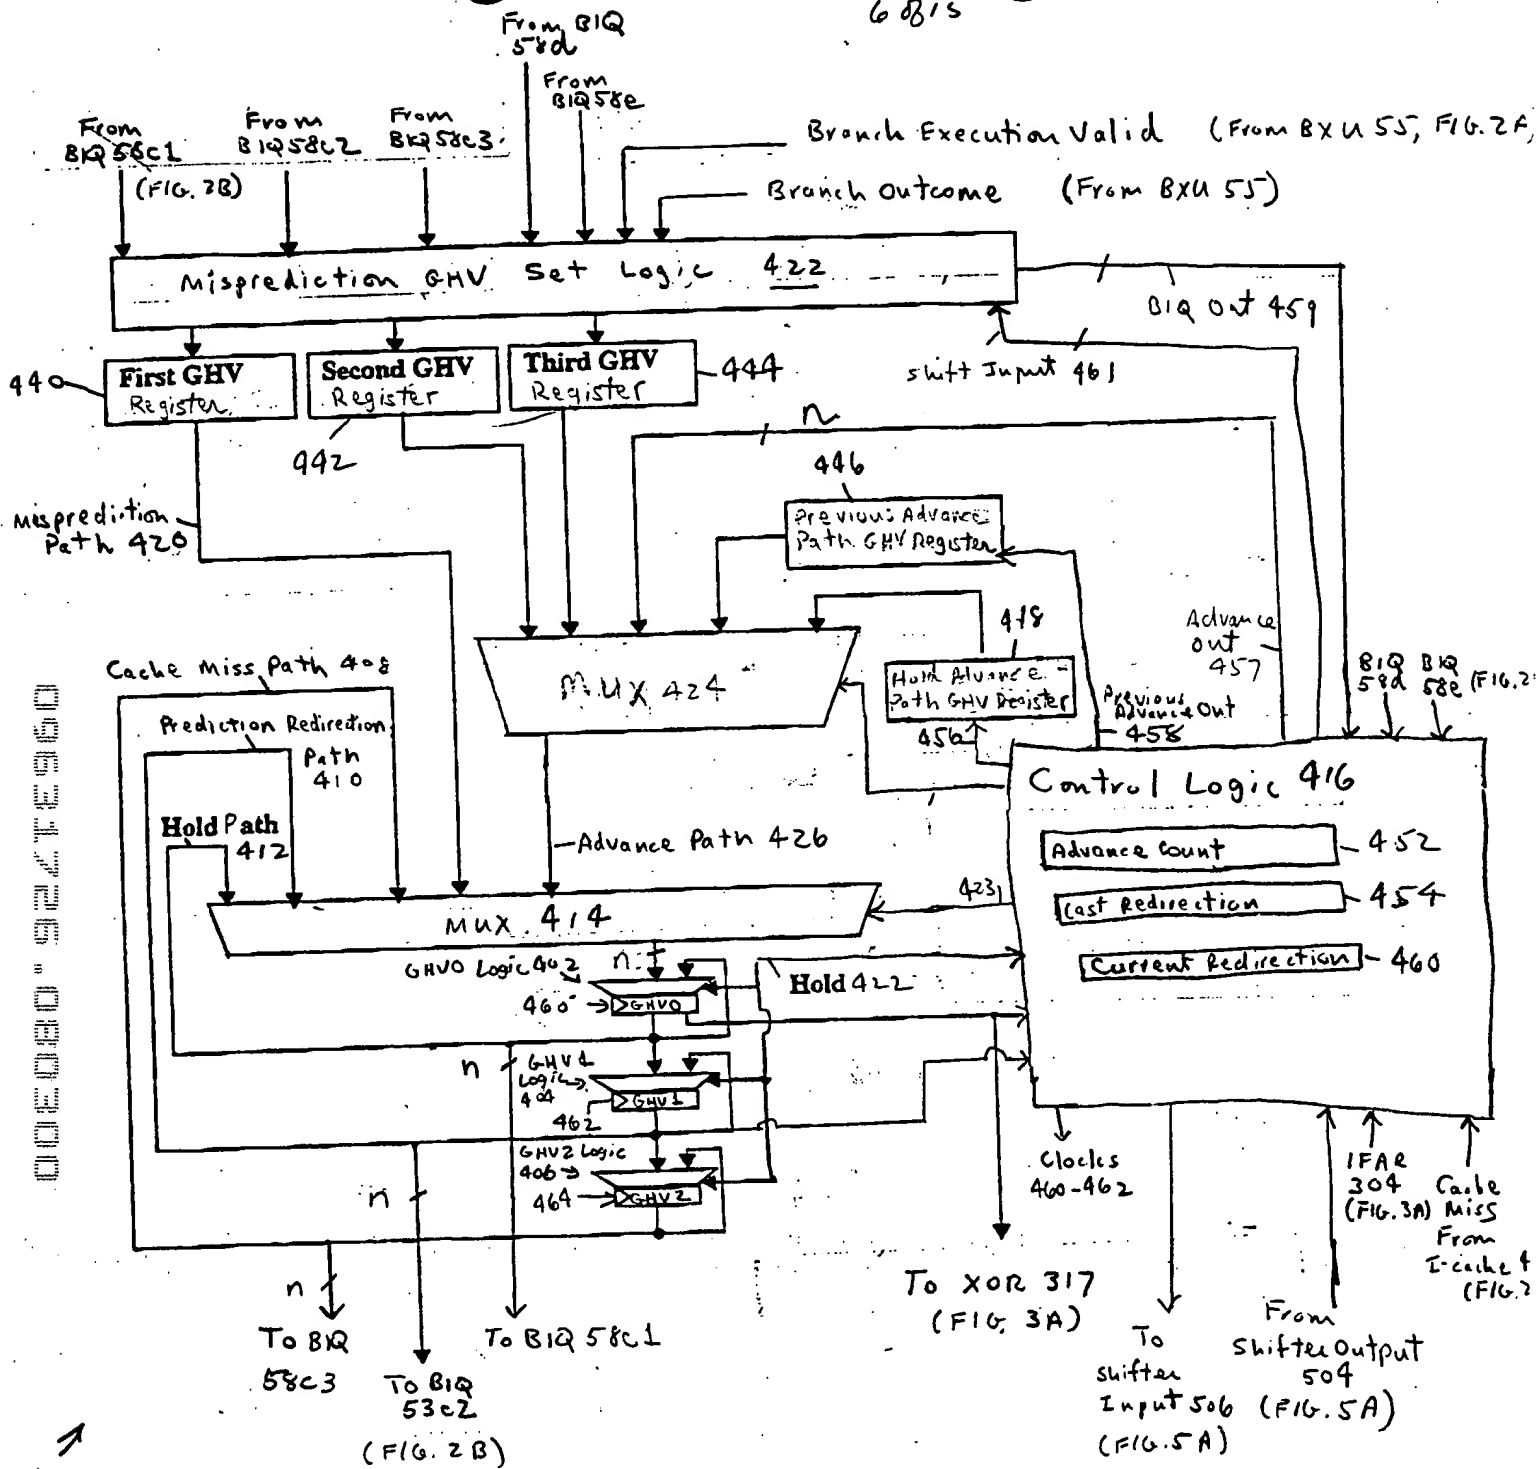 6 of 15
From BIQ
58d
From
BIQ58e
From
BIQ 58c1
(FIG. 2B)
From
BIQ58c2
From
BIQ58c3
Branch Execution Valid (From BXU 55, FIG. 2A,
Branch Outcome (From BXU 55)
Misprediction GHV Set Logic 422
BIQ Out 459
Shift Input 461
440
First GHV
Register
Second GHV
Register
Third GHV
Register
444
442
n
446
Previous Advance
Path GHV Register
Misprediction
Path 420
418
Hold Advance
Path GHV Register
456
Previous
Advance Out
458
Advance
Out
457
BIQ
58d
BIQ
58e
(FIG. 2
MUX 424
Cache Miss Path 408
Prediction Redirection
Path
410
Hold Path
412
Advance Path 426
Control Logic 416
Advance Count
452
Last Redirection
454
Current Redirection
460
423
MUX 414
n
GHV0 Logic 402
460
GHV0
Hold 422
n
GHV1
Logic
404
GHV1
462
GHV2 Logic
406
464
GHV2
n
n
Clocks
460-462
IFAR
304
(FIG. 3A)
Cache
Miss
From
I-cache 4
(FIG. 2
To XOR 317
(FIG. 3A)
To
Shifter
Input 506
(FIG. 5A)
From
Shifter Output
504
(FIG. 5A)
To BIQ
58c3
To BIQ
53c2
(FIG. 2B)
To BIQ 58c1